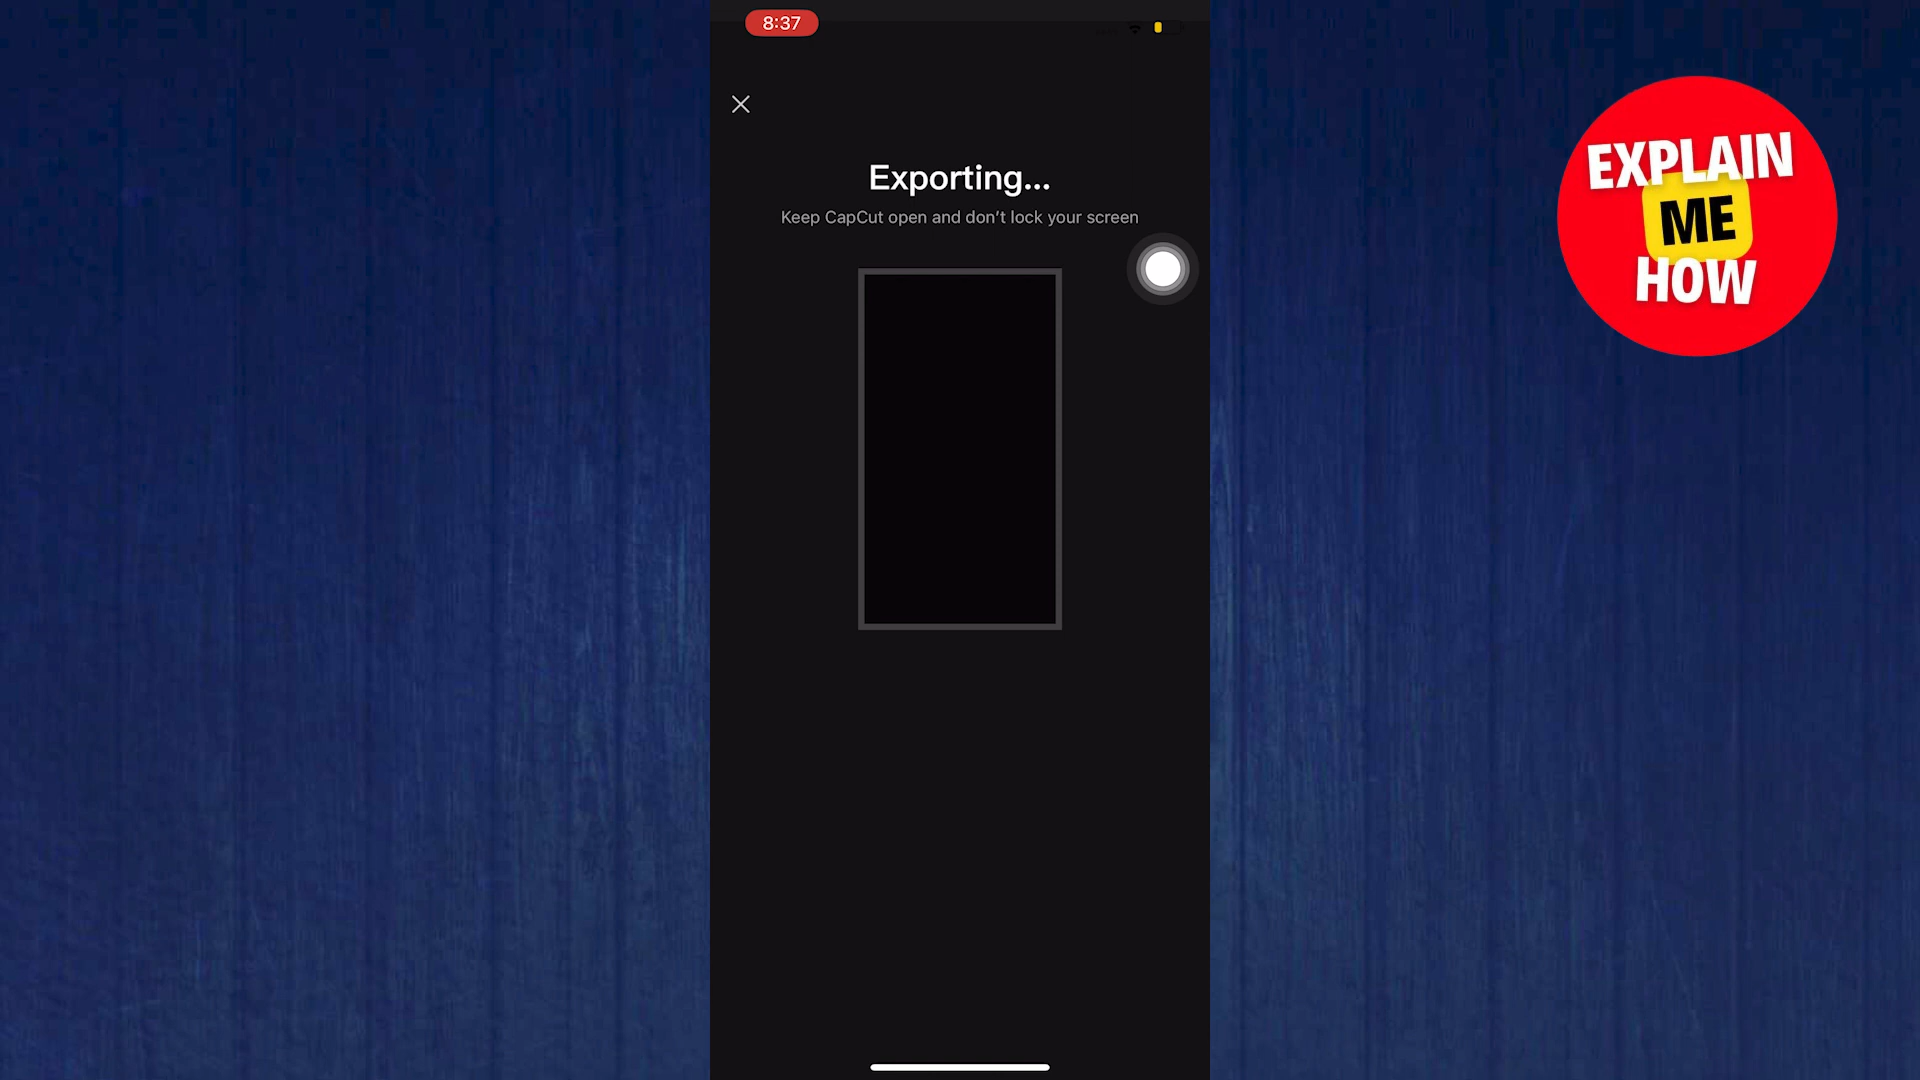 8:37
Exporting...
Keep CapCut open and don't lock your screen
EXPLAIN
ME
HOW